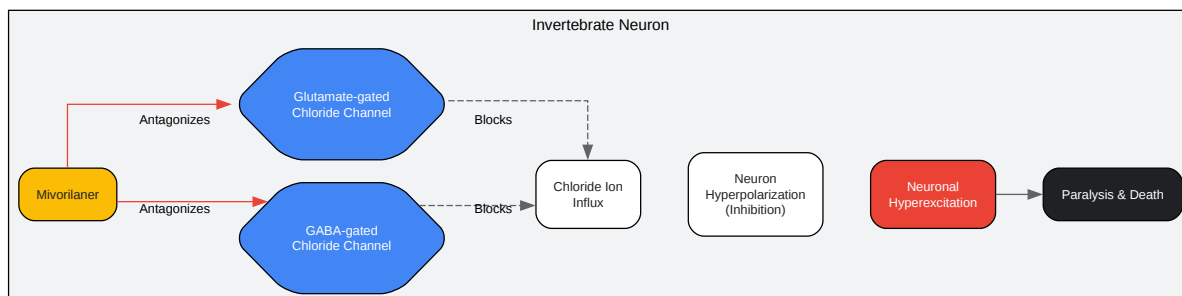 Invertebrate Neuron
Glutamate-gated
Chloride Channel
Antagonizes
Blocks
Mivorilaner
Antagonizes
GABA-gated
Chloride Channel
Blocks
Chloride Ion
Influx
Neuron
Hyperpolarization
(Inhibition)
Neuronal
Hyperexcitation
Paralysis & Death